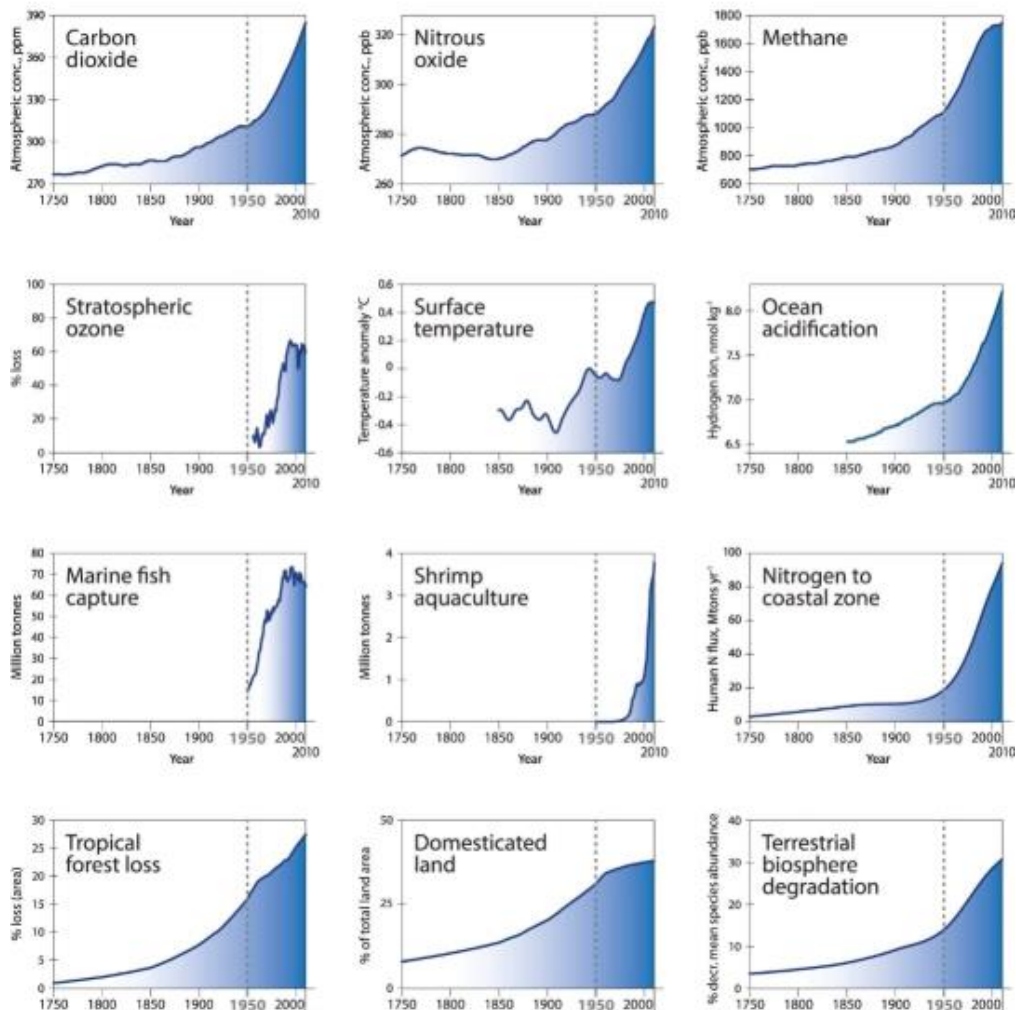 Carbon
dioxide
Atmospheric conc., ppm
390
360
330
300
270
1750 1800 1850 1900 1950 2000
2010
Year
Nitrous
oxide
Atmospheric conc., ppb
320
300
280
260
1750 1800 1850 1900 1950 2000
2010
Year
Methane
Atmospheric conc., ppb
1800
1600
1400
1200
1000
800
600
1750 1800 1850 1900 1950 2000
2010
Year
Stratospheric
ozone
% loss
100
80
60
40
20
0
1750 1800 1850 1900 1950 2000
2010
Year
Surface
temperature
Temperature anomaly °C
0.6
0.4
0.2
0
-0.2
-0.4
-0.6
1750 1800 1850 1900 1950 2000
2010
Year
Ocean
acidification
Hydrogen ion, nmol kg⁻¹
8.0
7.5
7.0
6.5
1750 1800 1850 1900 1950 2000
2010
Year
Marine fish
capture
Million tonnes
80
70
60
50
40
30
20
10
0
1750 1800 1850 1900 1950 2000
2010
Year
Shrimp
aquaculture
Million tonnes
4
3
2
1
0
1750 1800 1850 1900 1950 2000
2010
Year
Nitrogen to
coastal zone
Human N flux, Mtons yr⁻¹
100
80
60
40
20
0
1750 1800 1850 1900 1950 2000
2010
Year
Tropical
forest loss
% loss (area)
30
25
20
15
10
5
0
1750 1800 1850 1900 1950 2000
Domesticated
land
% of total land area
50
25
0
1750 1800 1850 1900 1950 2000
Terrestrial
biosphere
degradation
% decr. mean species abundance
40
30
20
10
0
1750 1800 1850 1900 1950 2000